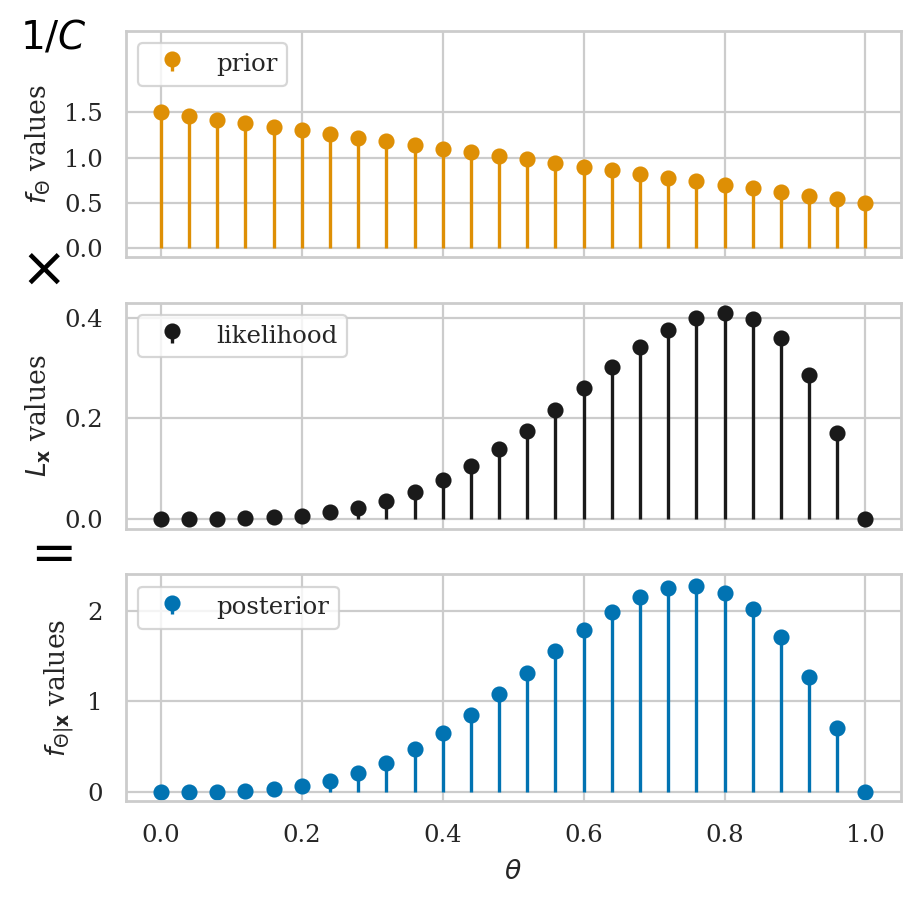 1/C
prior
f_Θ values
1.5
1.0
0.5
0.0
×
likelihood
L_𝐱 values
0.4
0.2
0.0
=
posterior
f_Θ|𝐱 values
2
1
0
0.0 0.2 0.4 0.6 0.8 1.0
θ